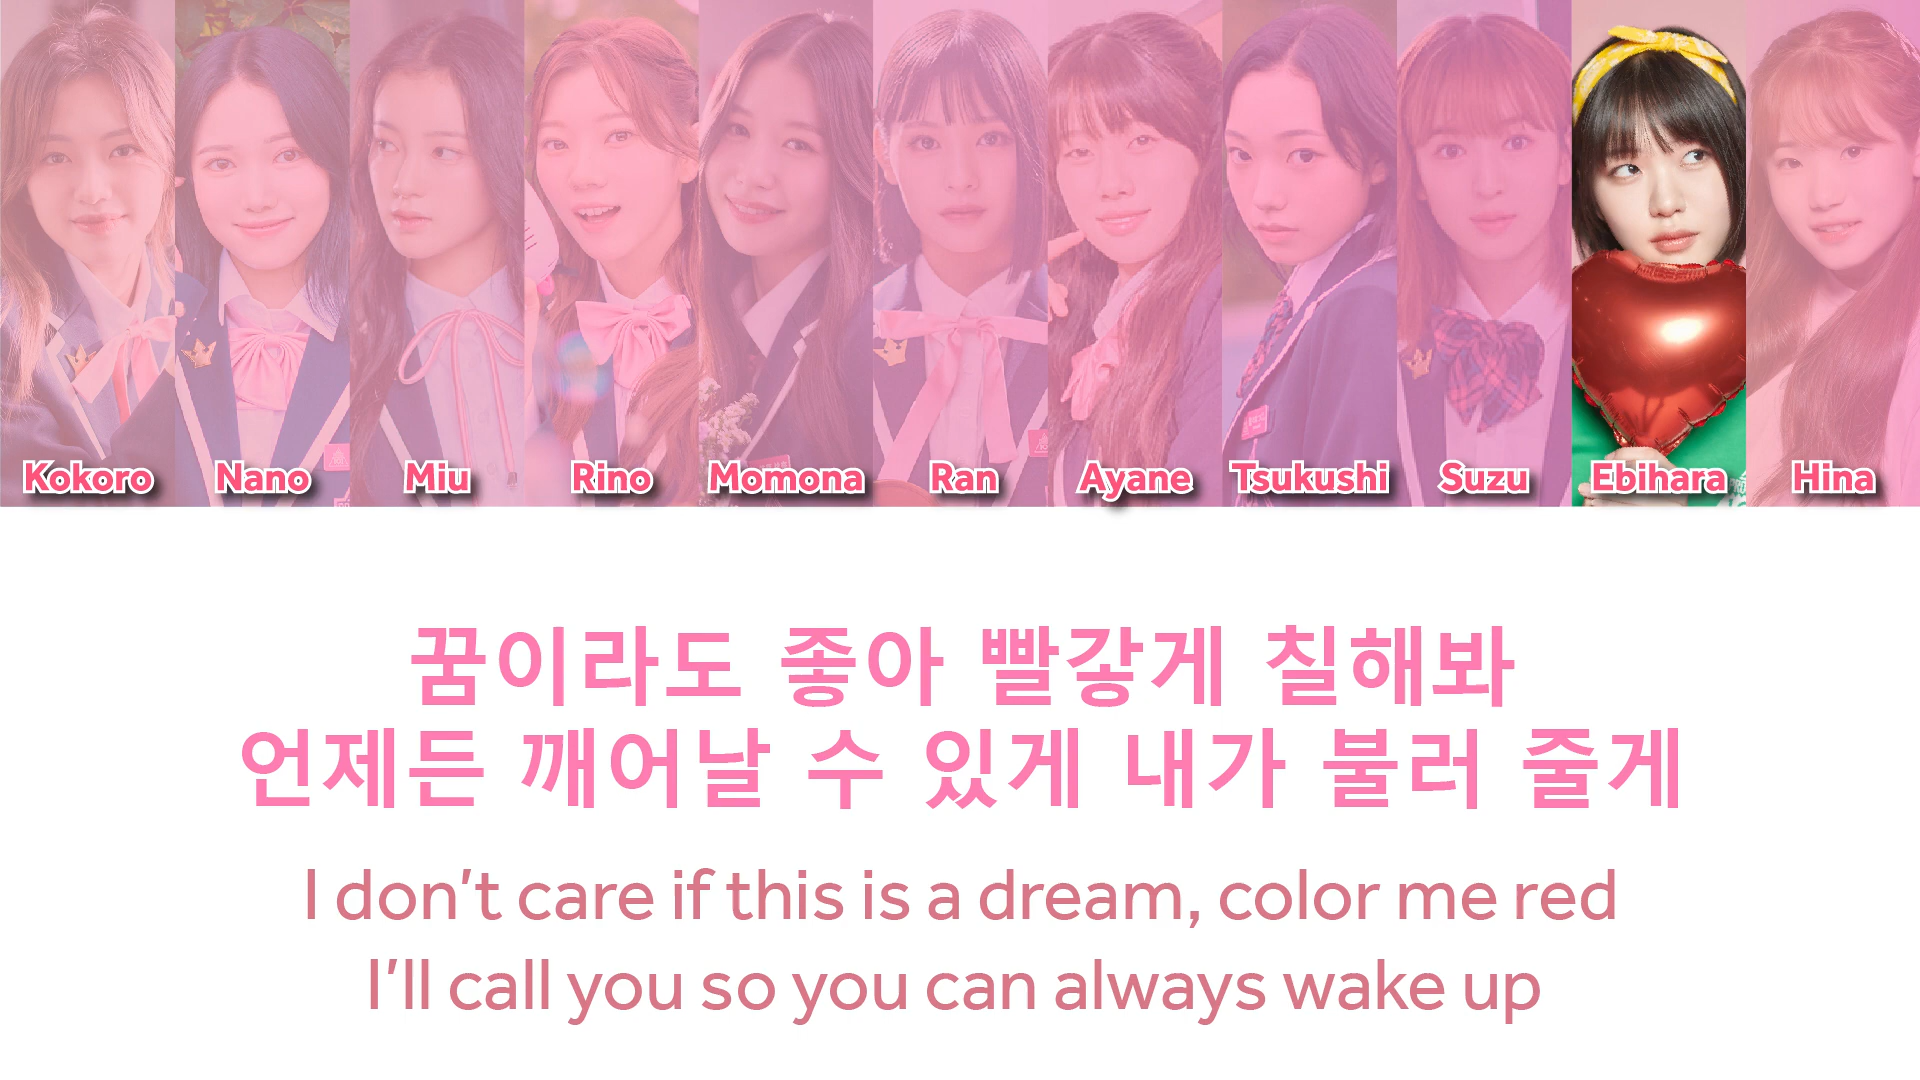 Kokoro Nano Miu Rino Momona Ran Ayane Tsukushi Suzu Ebihara Hina
꿈이라도 좋아 빨갛게 칠해봐
언제든 깨어날 수 있게 내가 불러 줄게
I don't care if this is a dream, color me red
I'll call you so you can always wake up